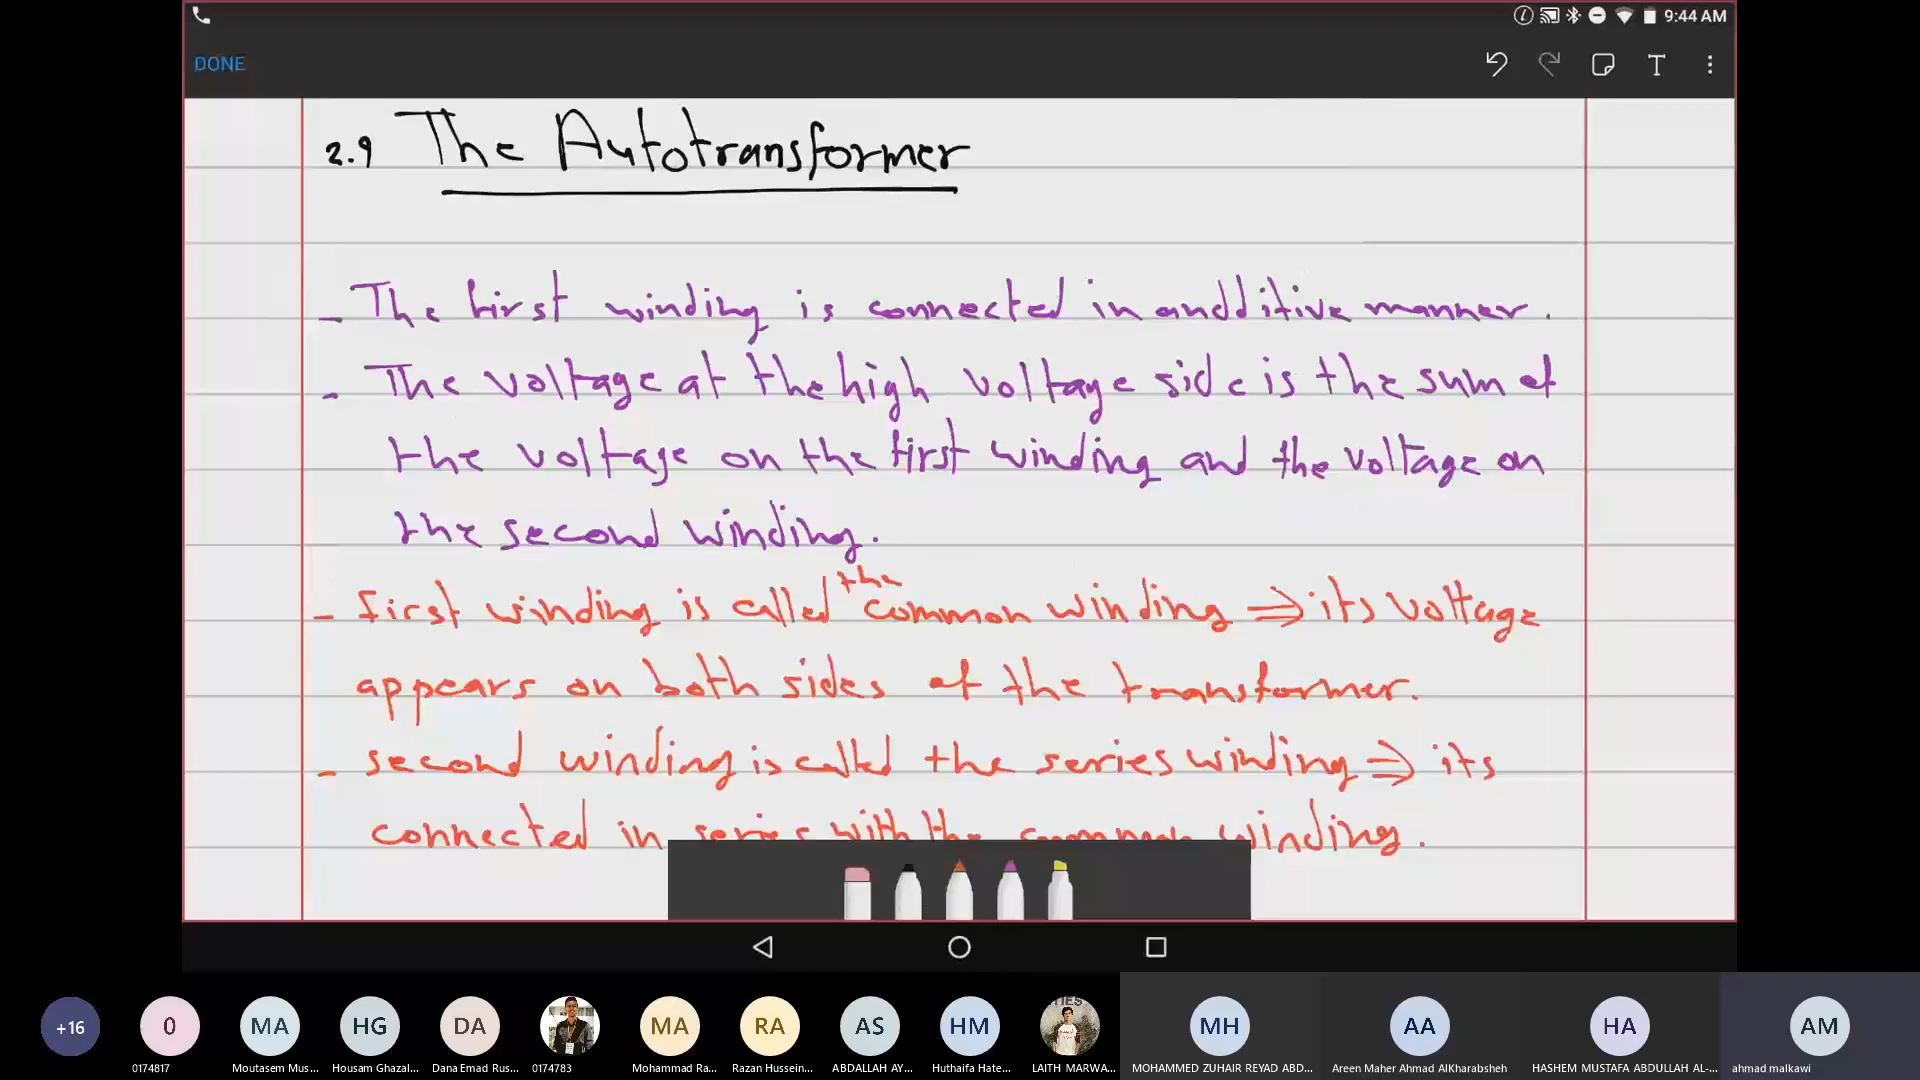 9:44 AM
DONE
2.9 The Autotransformer
- The first winding is connected in andditive manner.
- The voltage at the high voltage side is the sum of
the voltage on the first winding and the voltage on
the second winding.
- First winding is called the common winding ⇒ its voltage
appears on both sides of the transformer.
- second winding is called the series winding ⇒ its
connected in series with the common winding.
+16
0
MA
HG
DA
MA
RA
AS
HM
MH
AA
HA
AM
0174817
Moutasem Mus...
Housam Ghazal...
Dana Emad Rus...
0174783
Mohammad Ra...
Razan Hussein...
ABDALLAH AY...
Huthaifa Hate...
LAITH MARWA...
MOHAMMED ZUHAIR REYAD ABD...
Areen Maher Ahmad AlKharabsheh
HASHEM MUSTAFA ABDULLAH AL-...
ahmad malkawi